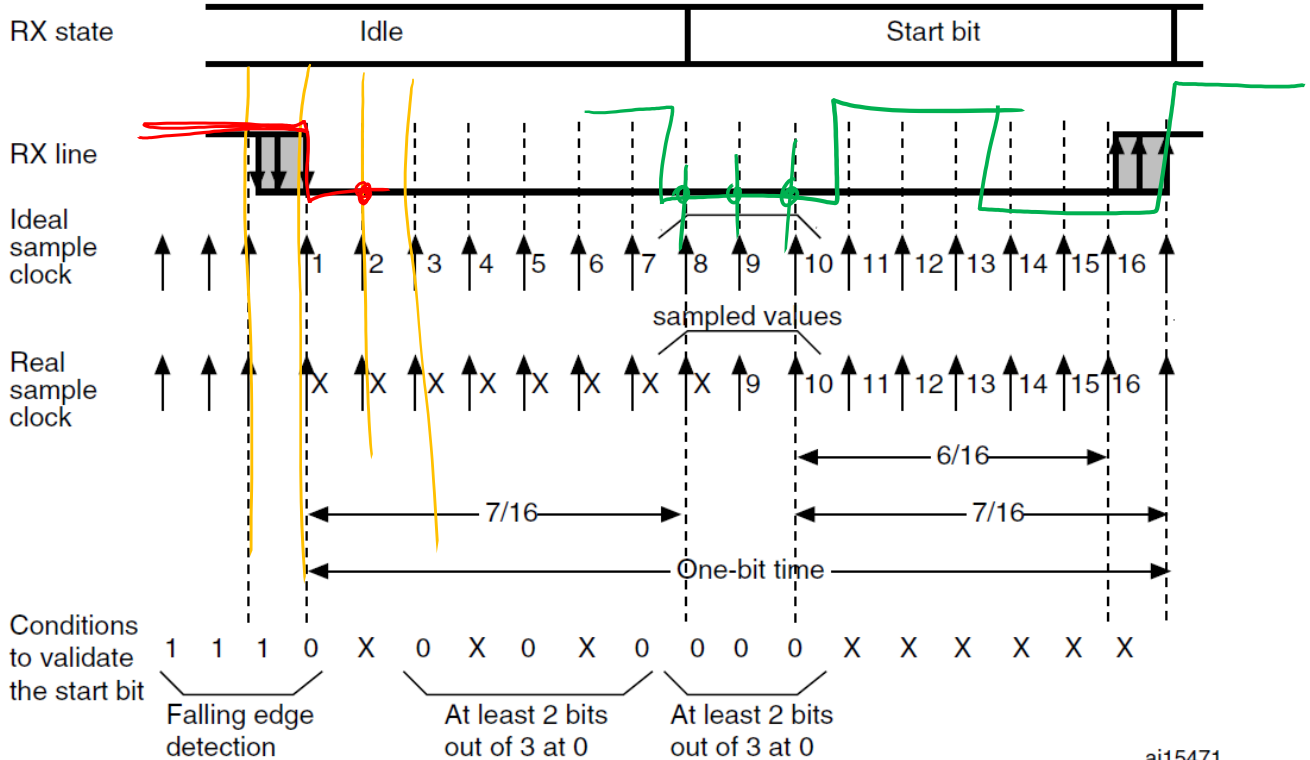 RX state Idle Start bit
RX line
Ideal
sample
clock
1 2 3 4 5 6 7 8 9 10 11 12 13 14 15 16
sampled values
Real
sample
clock
X X X X X X X X 9 10 11 12 13 14 15 16
6/16
7/16 7/16
One-bit time
Conditions
to validate
the start bit
1 1 1 0 X 0 X 0 X 0 0 0 0 X X X X X X
Falling edge
detection
At least 2 bits
out of 3 at 0
At least 2 bits
out of 3 at 0
ai15471